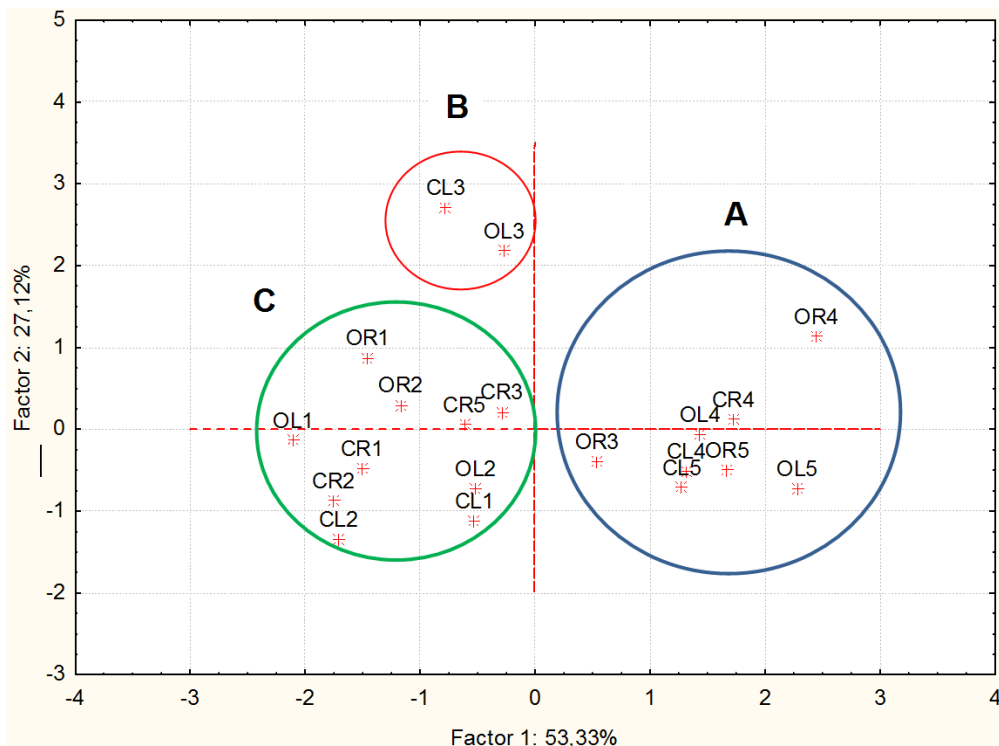 5
4
B
3
CL3
A
OL3
2
C
OR4
OR1
1
OR2
CR5
CR3
CR4
OL4
0
OL1
OR3
CR1
CL4
OR5
OL2
CL5
OL5
CR2
CL1
-1
CL2
-2
-3
-4
-3
-2
-1
0
1
2
3
4
Factor 2: 27,12%
Factor 1: 53,33%